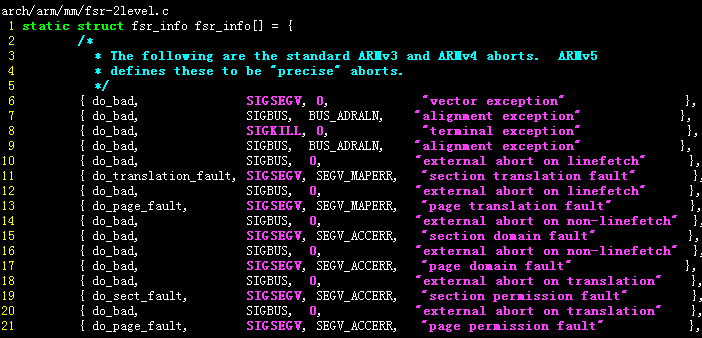 arch/arm/mm/fsr-2level.c
1 static struct fsr_info fsr_info[] = {
2 /*
3 * The following are the standard ARMv3 and ARMv4 aborts. ARMv5
4 * defines these to be "precise" aborts.
5 */
6 { do_bad, SIGSEGV, 0, "vector exception" },
7 { do_bad, SIGBUS, BUS_ADRALN, "alignment exception" },
8 { do_bad, SIGKILL, 0, "terminal exception" },
9 { do_bad, SIGBUS, BUS_ADRALN, "alignment exception" },
10 { do_bad, SIGBUS, 0, "external abort on linefetch" },
11 { do_translation_fault, SIGSEGV, SEGV_MAPERR, "section translation fault" },
12 { do_bad, SIGBUS, 0, "external abort on linefetch" },
13 { do_page_fault, SIGSEGV, SEGV_MAPERR, "page translation fault" },
14 { do_bad, SIGBUS, 0, "external abort on non-linefetch" },
15 { do_bad, SIGSEGV, SEGV_ACCERR, "section domain fault" },
16 { do_bad, SIGBUS, 0, "external abort on non-linefetch" },
17 { do_bad, SIGSEGV, SEGV_ACCERR, "page domain fault" },
18 { do_bad, SIGBUS, 0, "external abort on translation" },
19 { do_sect_fault, SIGSEGV, SEGV_ACCERR, "section permission fault" },
20 { do_bad, SIGBUS, 0, "external abort on translation" },
21 { do_page_fault, SIGSEGV, SEGV_ACCERR, "page permission fault" },